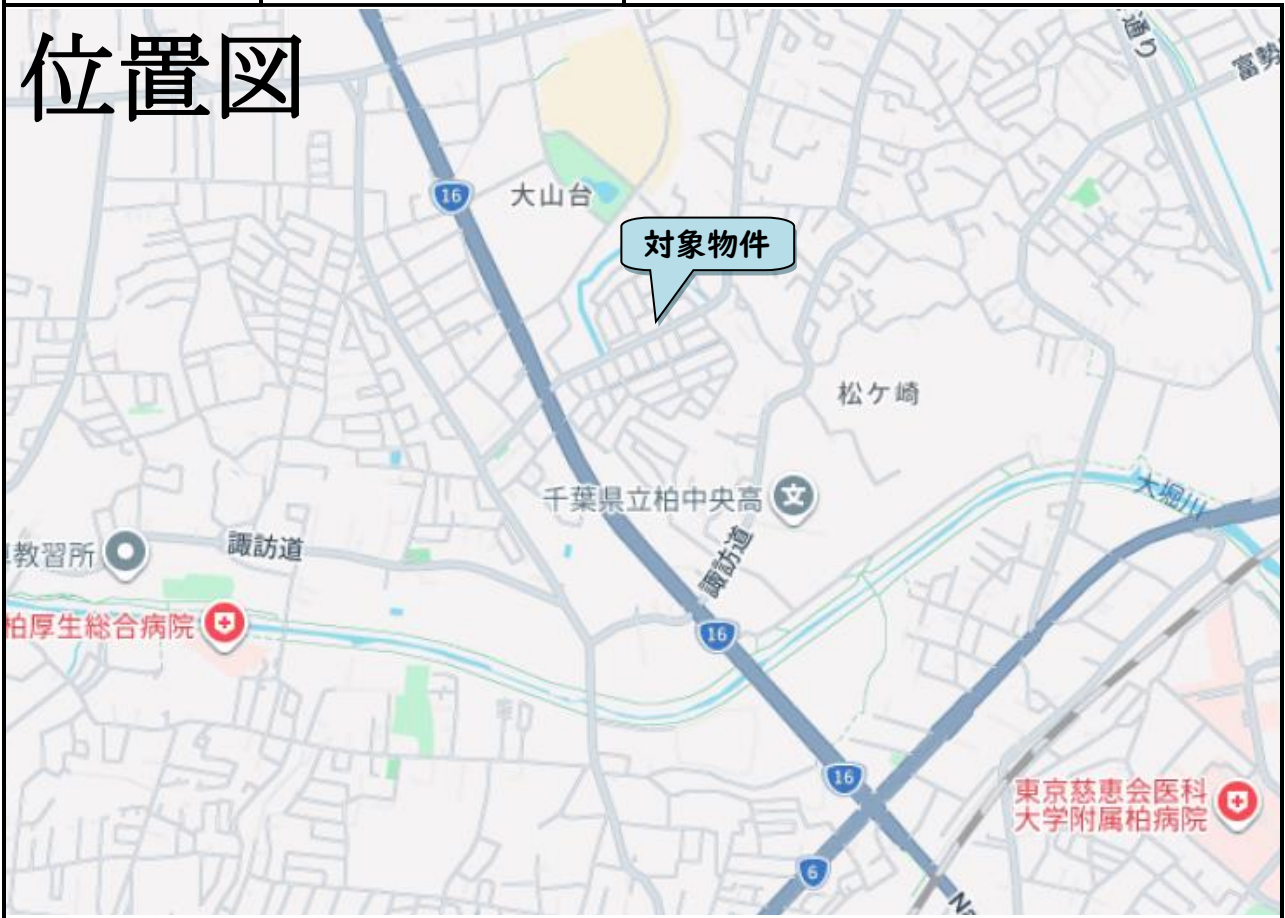 位置図
通り
富勢
16
大山台
対象物件
松ケ崎
千葉県立柏中央高
大堀川
教習所
諏訪道
諏訪道
柏厚生総合病院
16
16
東京慈恵会医科
大学附属柏病院
6
Na